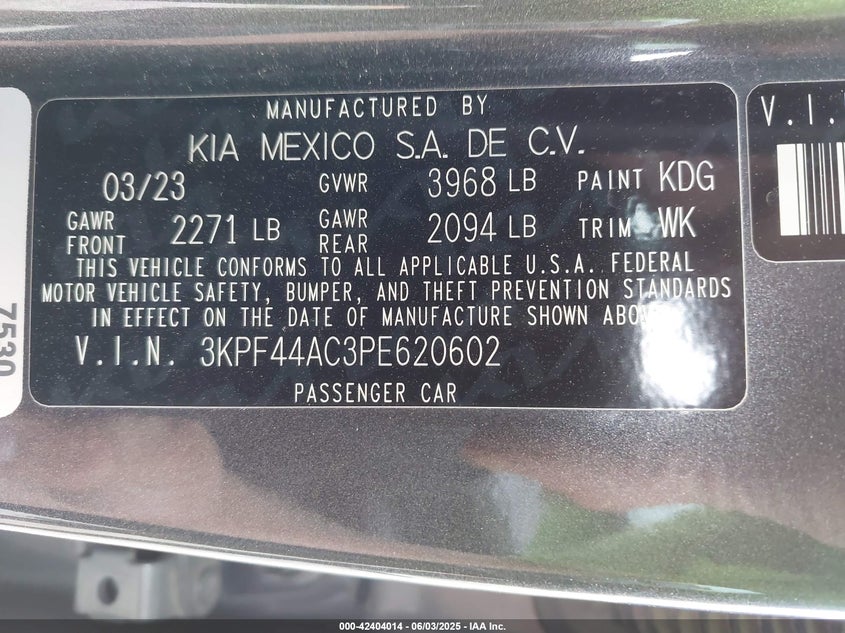 MANUFACTURED BY
KIA MEXICO S.A. DE C.V.
03/23 GVWR 3968 LB PAINT KDG
GAWR FRONT 2271 LB GAWR REAR 2094 LB TRIM WK
THIS VEHICLE CONFORMS TO ALL APPLICABLE U.S.A. FEDERAL
MOTOR VEHICLE SAFETY, BUMPER, AND THEFT PREVENTION STANDARDS
IN EFFECT ON THE DATE OF MANUFACTURE SHOWN ABOVE
V.I.N. 3KPF44AC3PE620602
PASSENGER CAR
V.I.
7530
000-42404014 - 06/03/2025 - IAA Inc.